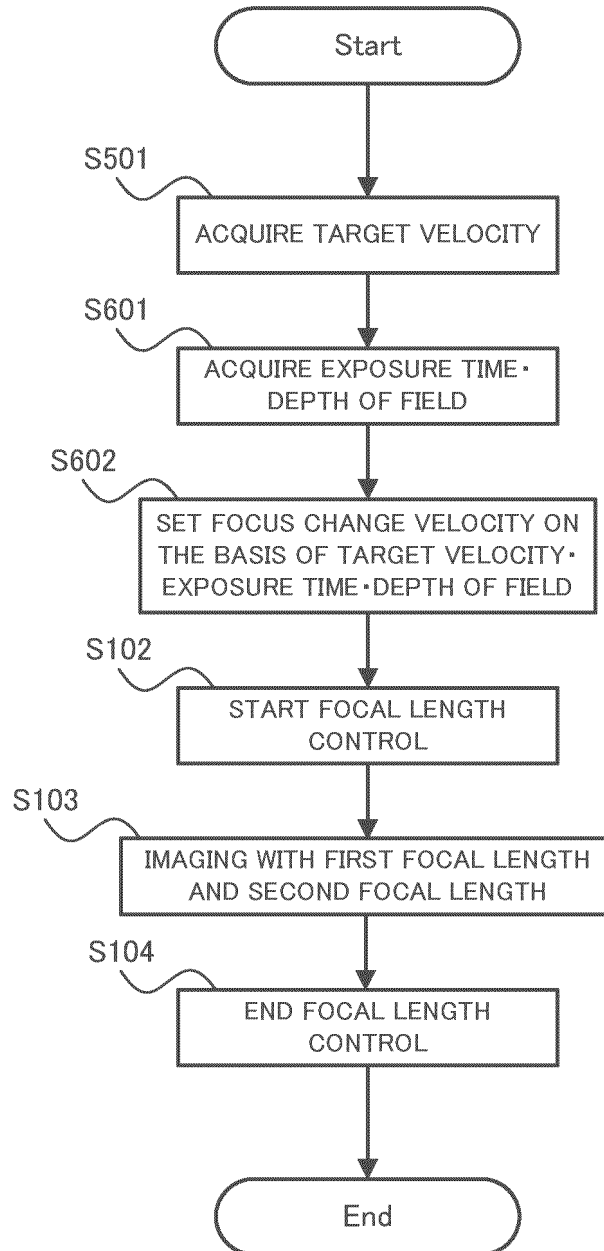 Start
S501
ACQUIRE TARGET VELOCITY
S601
ACQUIRE EXPOSURE TIME・
DEPTH OF FIELD
S602
SET FOCUS CHANGE VELOCITY ON
THE BASIS OF TARGET VELOCITY・
EXPOSURE TIME・DEPTH OF FIELD
S102
START FOCAL LENGTH
CONTROL
S103
IMAGING WITH FIRST FOCAL LENGTH
AND SECOND FOCAL LENGTH
S104
END FOCAL LENGTH
CONTROL
End